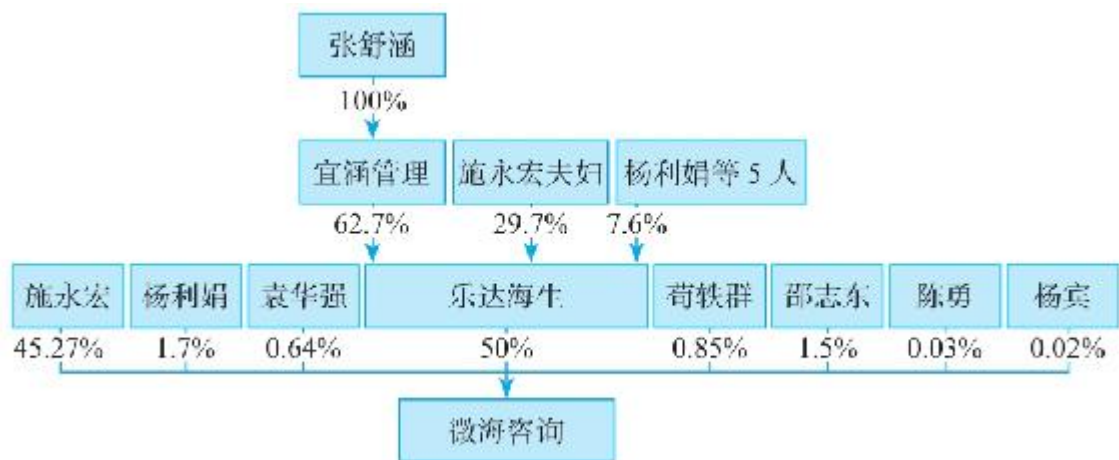 张舒涵
100%
宜涵管理 施永宏夫妇 杨利娟等 5 人
62.7% 29.7% 7.6%
施永宏 杨利娟 袁华强 乐达海生 苟轶群 邵志东 陈勇 杨宾
45.27% 1.7% 0.64% 50% 0.85% 1.5% 0.03% 0.02%
微海咨询